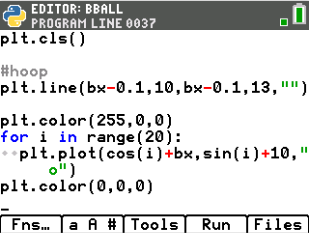 EDITOR: BBALL
PROGRAM LINE 0037
plt.cls()
#hoop
plt.line(bx-0.1,10,bx-0.1,13,"")
plt.color(255,0,0)
for i in range(20):
··plt.plot(cos(i)+bx,sin(i)+10,"
o")
plt.color(0,0,0)
_
Fns… a A # Tools Run Files